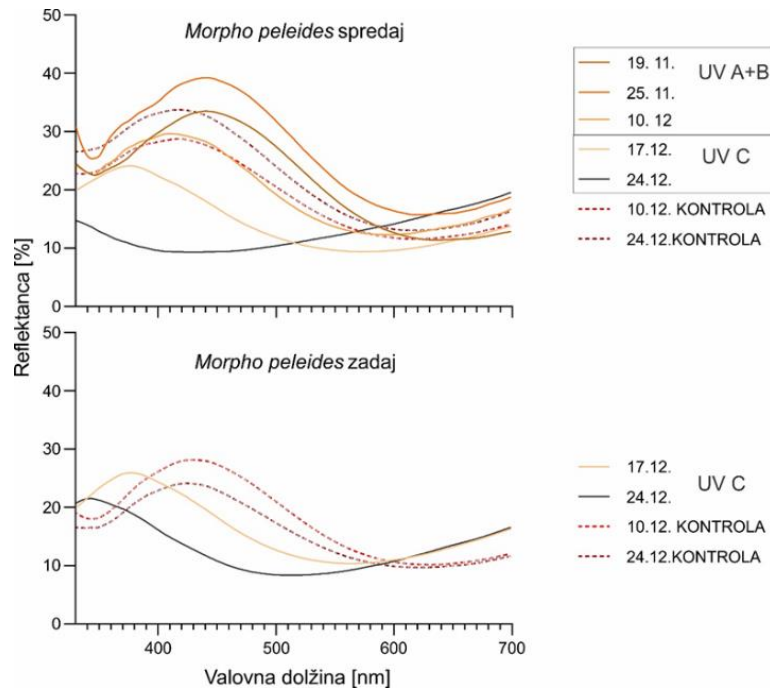 Morpho peleides spredaj
50
40
30
20
10
0
19. 11.
25. 11.
10. 12
UV A+B
17.12.
24.12.
UV C
10.12. KONTROLA
24.12.KONTROLA
Reflektanca [%]
Morpho peleides zadaj
50
40
30
20
10
0
400
500
600
700
Valovna dolžina [nm]
17.12.
24.12.
UV C
10.12. KONTROLA
24.12.KONTROLA